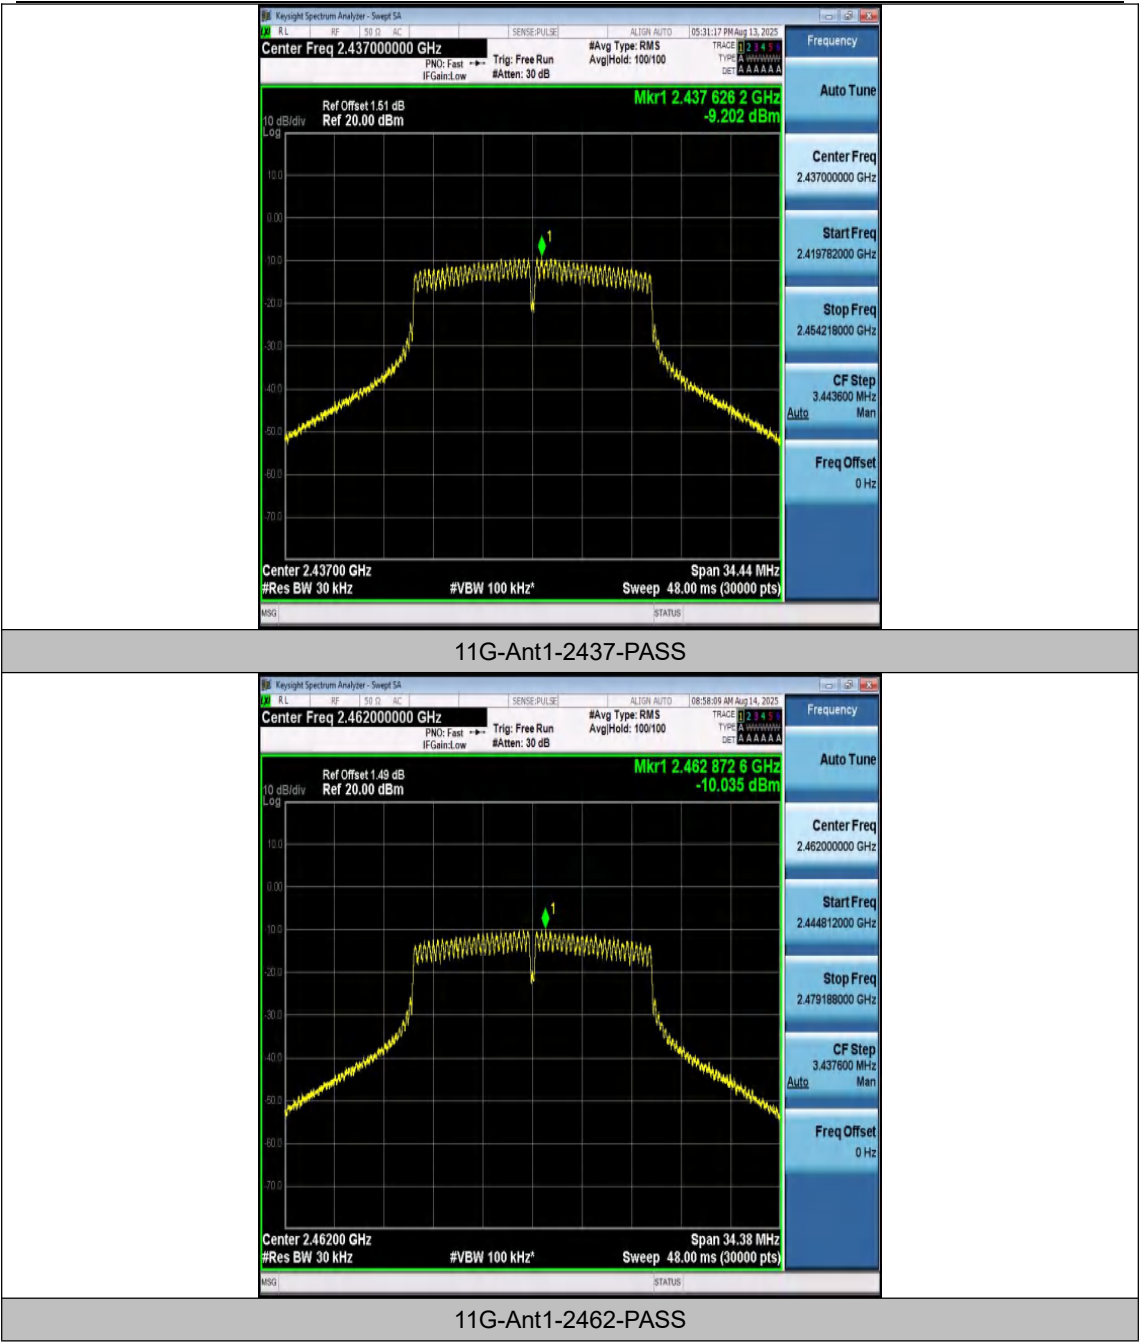 Keysight Spectrum Analyzer - Swept SA
RL RF 50 Ω AC SENSE:PULSE ALIGN AUTO 05:31:17 PM Aug 13, 2025
Center Freq 2.437000000 GHz
PNO: Fast
IFGain:Low
Trig: Free Run
#Atten: 30 dB
#Avg Type: RMS
Avg|Hold: 100/100
TRACE 1 2 3 4 5 6
TYPE A WWWWW
DET A A A A A A
Frequency
Mkr1 2.437 626 2 GHz
-9.202 dBm
Ref Offset 1.51 dB
10 dB/div Ref 20.00 dBm
Log
10.0
0.00
-10.0
-20.0
-30.0
-40.0
-50.0
-60.0
-70.0
1
Center 2.43700 GHz Span 34.44 MHz
#Res BW 30 kHz #VBW 100 kHz* Sweep 48.00 ms (30000 pts)
MSG STATUS
Auto Tune
Center Freq
2.437000000 GHz
Start Freq
2.419782000 GHz
Stop Freq
2.454218000 GHz
CF Step
3.443600 MHz
Auto Man
Freq Offset
0 Hz
11G-Ant1-2437-PASS
Keysight Spectrum Analyzer - Swept SA
RL RF 50 Ω AC SENSE:PULSE ALIGN AUTO 08:58:09 AM Aug 14, 2025
Center Freq 2.462000000 GHz
PNO: Fast
IFGain:Low
Trig: Free Run
#Atten: 30 dB
#Avg Type: RMS
Avg|Hold: 100/100
TRACE 1 2 3 4 5 6
TYPE A WWWWW
DET A A A A A A
Frequency
Mkr1 2.462 872 6 GHz
-10.035 dBm
Ref Offset 1.49 dB
10 dB/div Ref 20.00 dBm
Log
10.0
0.00
-10.0
-20.0
-30.0
-40.0
-50.0
-60.0
-70.0
1
Center 2.46200 GHz Span 34.38 MHz
#Res BW 30 kHz #VBW 100 kHz* Sweep 48.00 ms (30000 pts)
MSG STATUS
Auto Tune
Center Freq
2.462000000 GHz
Start Freq
2.444812000 GHz
Stop Freq
2.479188000 GHz
CF Step
3.437600 MHz
Auto Man
Freq Offset
0 Hz
11G-Ant1-2462-PASS